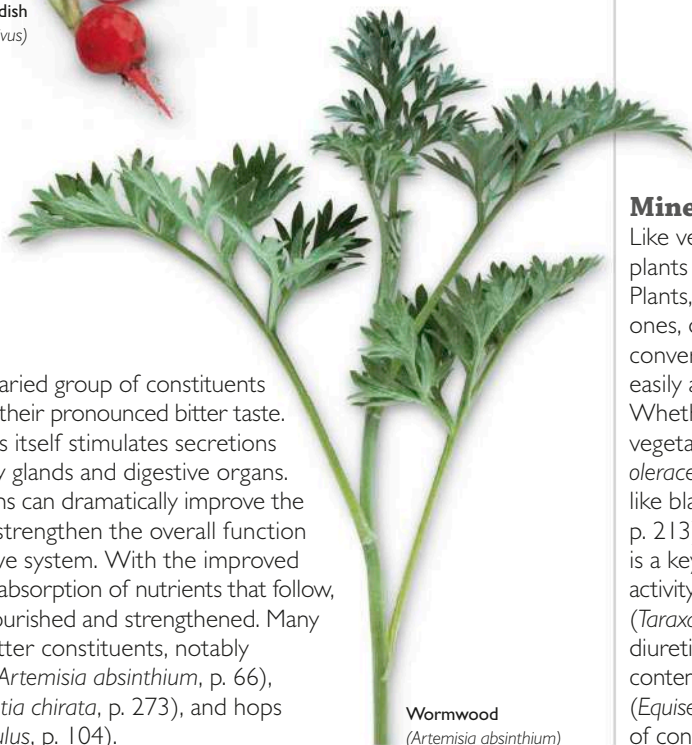 dish
vus)
aried group of constituents
their pronounced bitter taste.
s itself stimulates secretions
y glands and digestive organs.
ns can dramatically improve the
strengthen the overall function
ve system. With the improved
absorption of nutrients that follow,
ourished and strengthened. Many
tter constituents, notably
Artemisia absinthium, p. 66),
tia chirata, p. 273), and hops
ulus, p. 104).
Wormwood
(Artemisia absinthium)
Mine
Like ve
plants
Plants,
ones, c
conver
easily a
Wheth
vegeta
olerace
like bla
p. 213
is a key
activity
(Taraxa
diureti
conter
(Equise
of con